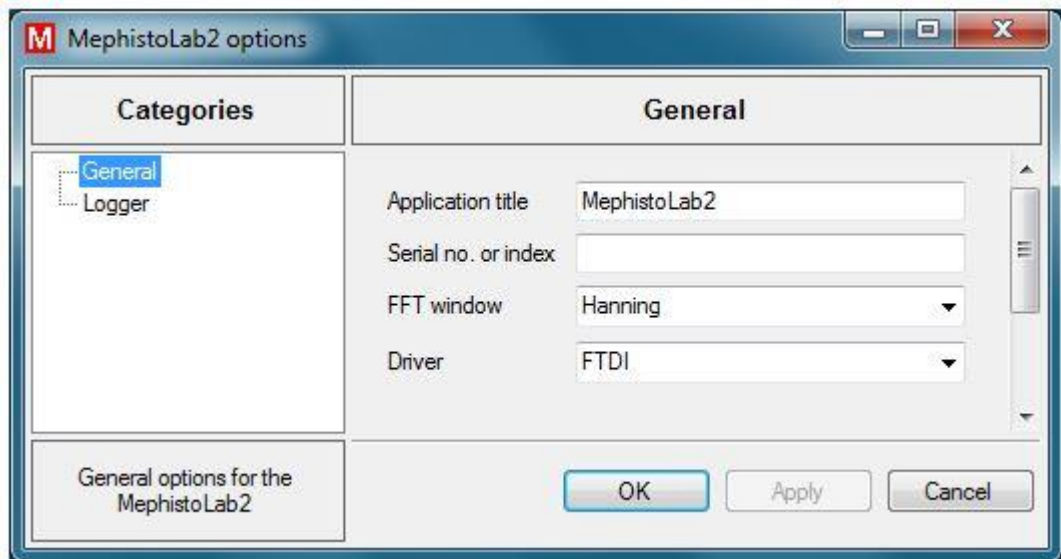 M MephistoLab2 options
Categories
General
General
Logger
Application title MephistoLab2
Serial no. or index
FFT window Hanning
Driver FTDI
General options for the
MephistoLab2
OK Apply Cancel